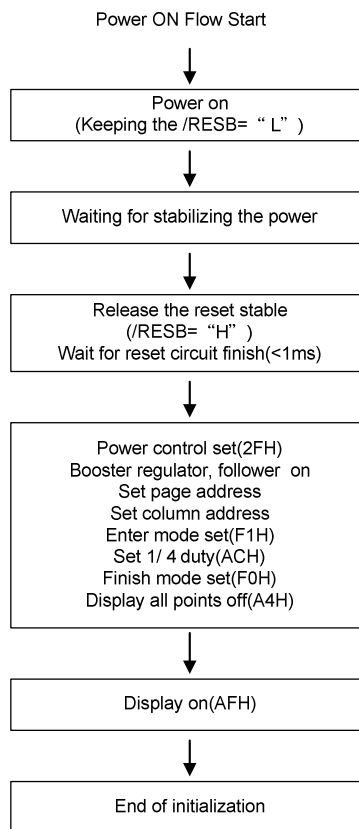 Power ON Flow Start
Power on
(Keeping the /RESB= “ L” )
Waiting for stabilizing the power
Release the reset stable
(/RESB= “H” )
Wait for reset circuit finish(<1ms)
Power control set(2FH)
Booster regulator, follower on
Set page address
Set column address
Enter mode set(F1H)
Set 1/ 4 duty(ACH)
Finish mode set(F0H)
Display all points off(A4H)
Display on(AFH)
End of initialization